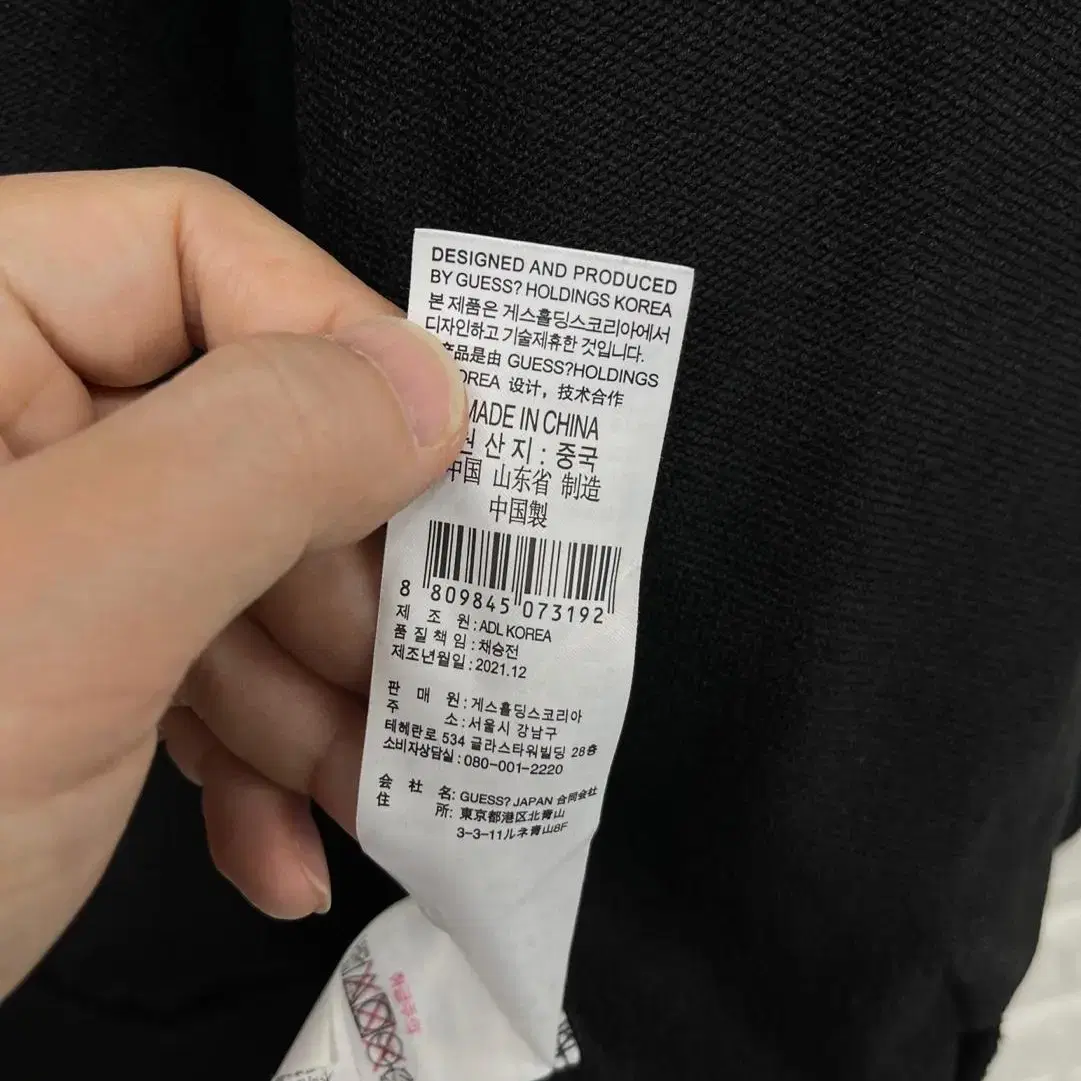 DESIGNED AND PRODUCED
BY GUESS? HOLDINGS KOREA
본 제품은 게스홀딩스코리아에서
디자인하고 기술제휴한 것입니다.
产品是由 GUESS?HOLDINGS
OREA 设计，技术合作
MADE IN CHINA
원 산 지 : 중국
中国 山东省 制造
中国製
8 809845 073192
제 조 원 : ADL KOREA
품 질 책 임 : 채승전
제조년월일 : 2021.12
판 매 원 : 게스홀딩스코리아
주 소 : 서울시 강남구
테헤란로 534 글라스타워빌딩 28층
소비자상담실 : 080-001-2220
会 社 名: GUESS? JAPAN 合同会社
住 所: 東京都港区北青山
3-3-11ルネ青山8F